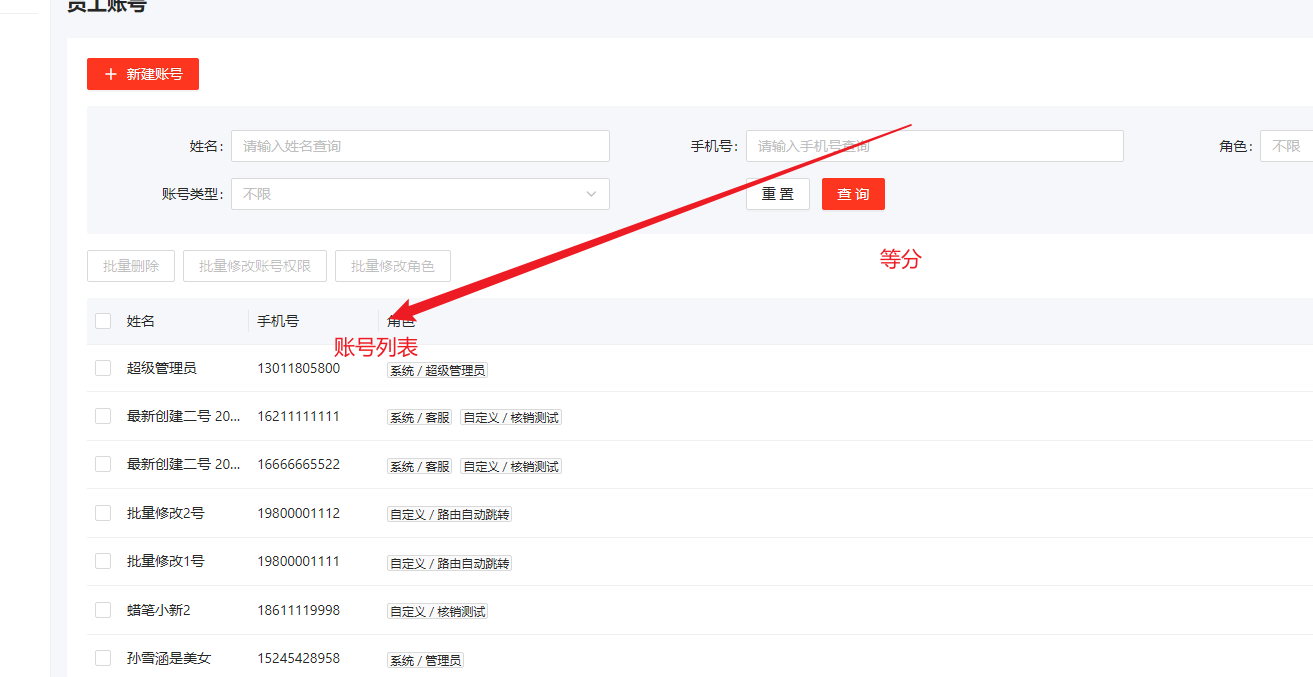 员工账号
新建账号
姓名: 请输入姓名查询 手机号: 请输入手机号查询 角色: 不限
账号类型: 不限 重 置 查 询
等分
批量删除 批量修改账号权限 批量修改角色
姓名 手机号 角色
账号列表
超级管理员 13011805800 系统 / 超级管理员
最新创建二号 20... 16211111111 系统 / 客服 自定义 / 核销测试
最新创建二号 20... 16666665522 系统 / 客服 自定义 / 核销测试
批量修改2号 19800001112 自定义 / 路由自动跳转
批量修改1号 19800001111 自定义 / 路由自动跳转
蜡笔小新2 18611119998 自定义 / 核销测试
孙雪涵是美女 15245428958 系统 / 管理员